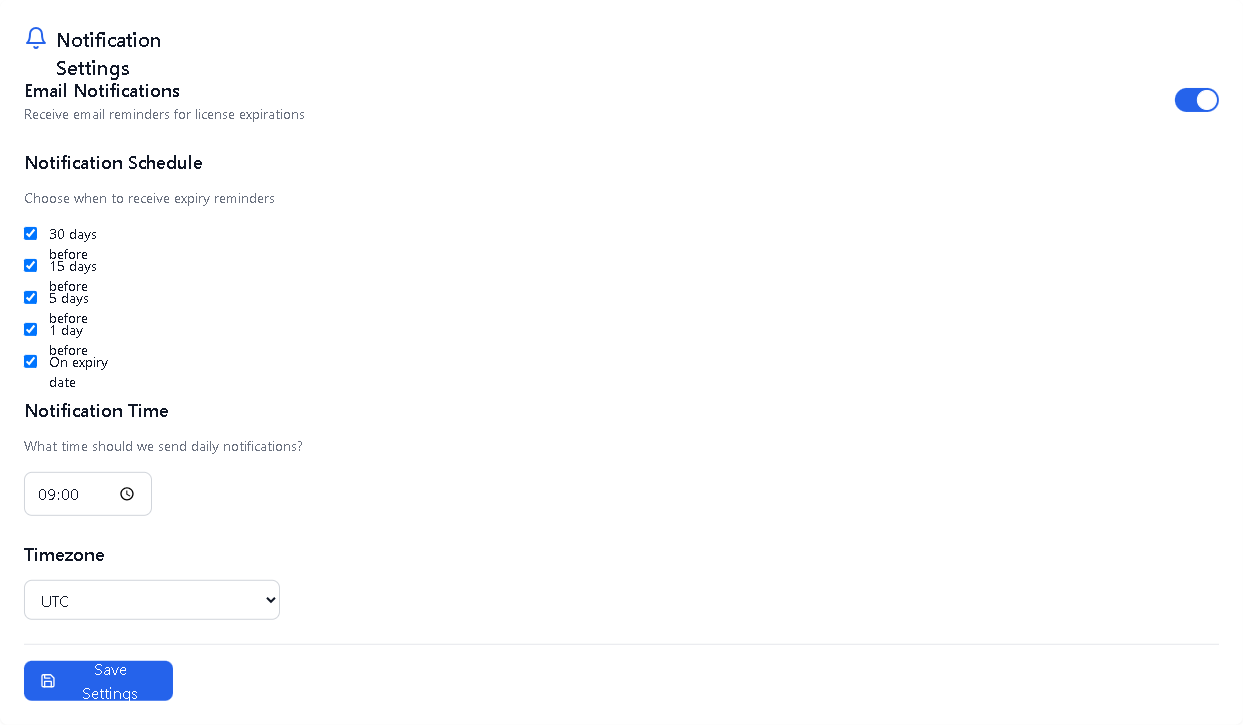 Notification
Settings
Email Notifications
Receive email reminders for license expirations
Notification Schedule
Choose when to receive expiry reminders
30 days
before
15 days
before
5 days
before
1 day
before
On expiry
date
Notification Time
What time should we send daily notifications?
09:00
Timezone
UTC
Save
Settings